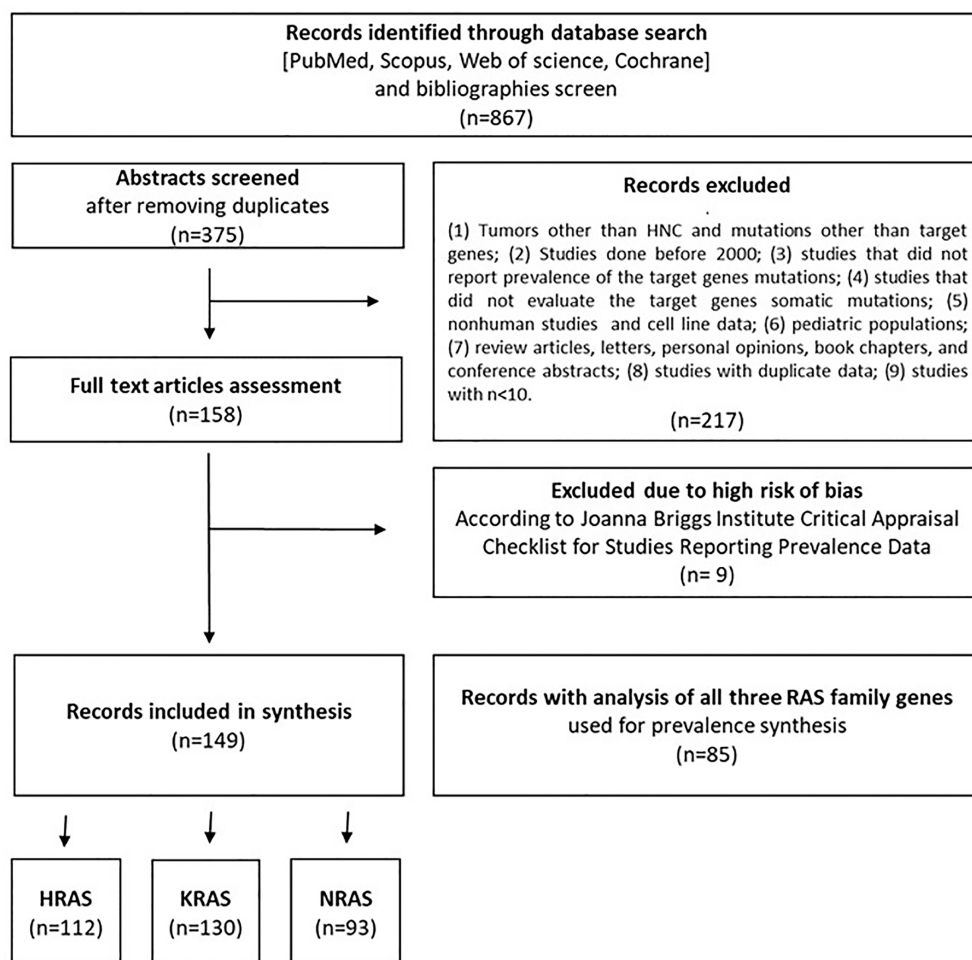 Records identified through database search
[PubMed, Scopus, Web of science, Cochrane]
and bibliographies screen
(n=867)
Abstracts screened
after removing duplicates
(n=375)
Records excluded
.
(1) Tumors other than HNC and mutations other than target
genes; (2) Studies done before 2000; (3) studies that did not
report prevalence of the target genes mutations; (4) studies that
did not evaluate the target genes somatic mutations; (5)
nonhuman studies and cell line data; (6) pediatric populations;
(7) review articles, letters, personal opinions, book chapters, and
conference abstracts; (8) studies with duplicate data; (9) studies
with n<10.
(n=217)
Full text articles assessment
(n=158)
Excluded due to high risk of bias
According to Joanna Briggs Institute Critical Appraisal
Checklist for Studies Reporting Prevalence Data
(n= 9)
Records included in synthesis
(n=149)
Records with analysis of all three RAS family genes
used for prevalence synthesis
(n=85)
HRAS
(n=112)
KRAS
(n=130)
NRAS
(n=93)